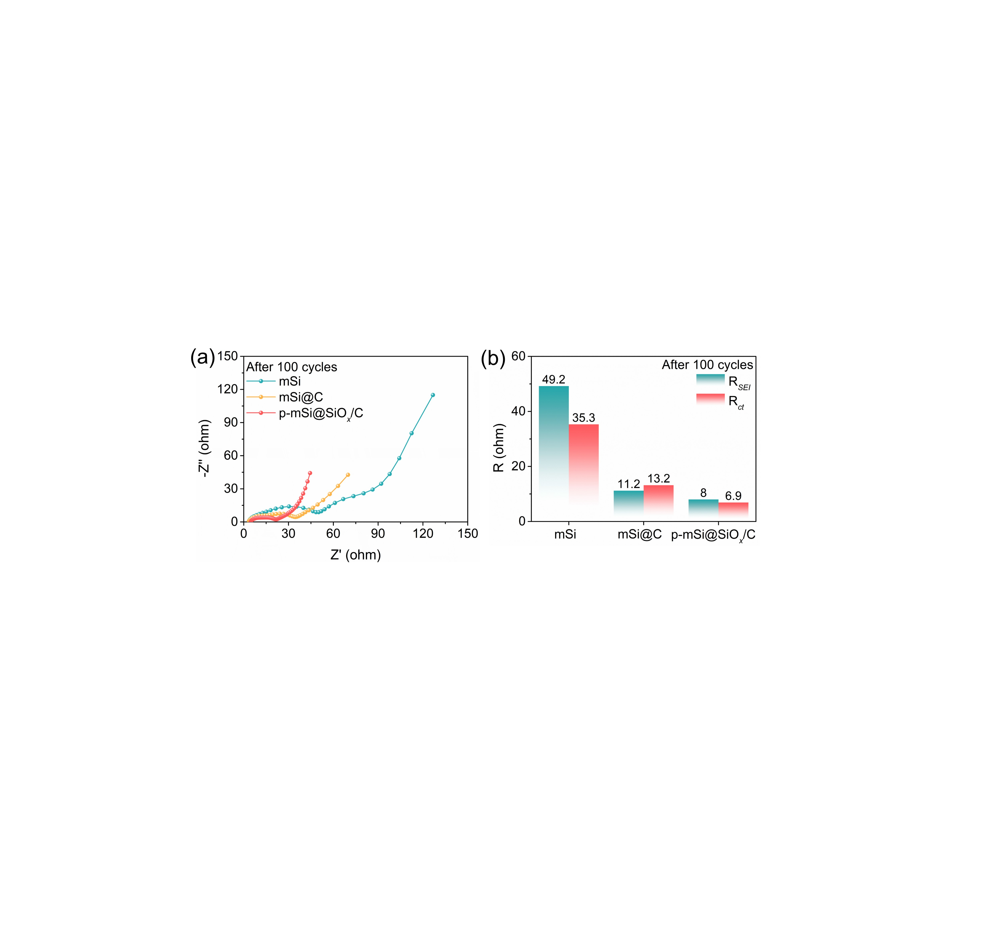 (a)
After 100 cycles
mSi
mSi@C
p-mSi@SiOx/C
150
120
90
60
30
0
-Z'' (ohm)
0 30 60 90 120 150
Z' (ohm)
(b)
After 100 cycles
RSEI
Rct
60
40
20
0
R (ohm)
49.2
35.3
11.2
13.2
8
6.9
mSi mSi@C p-mSi@SiOx/C